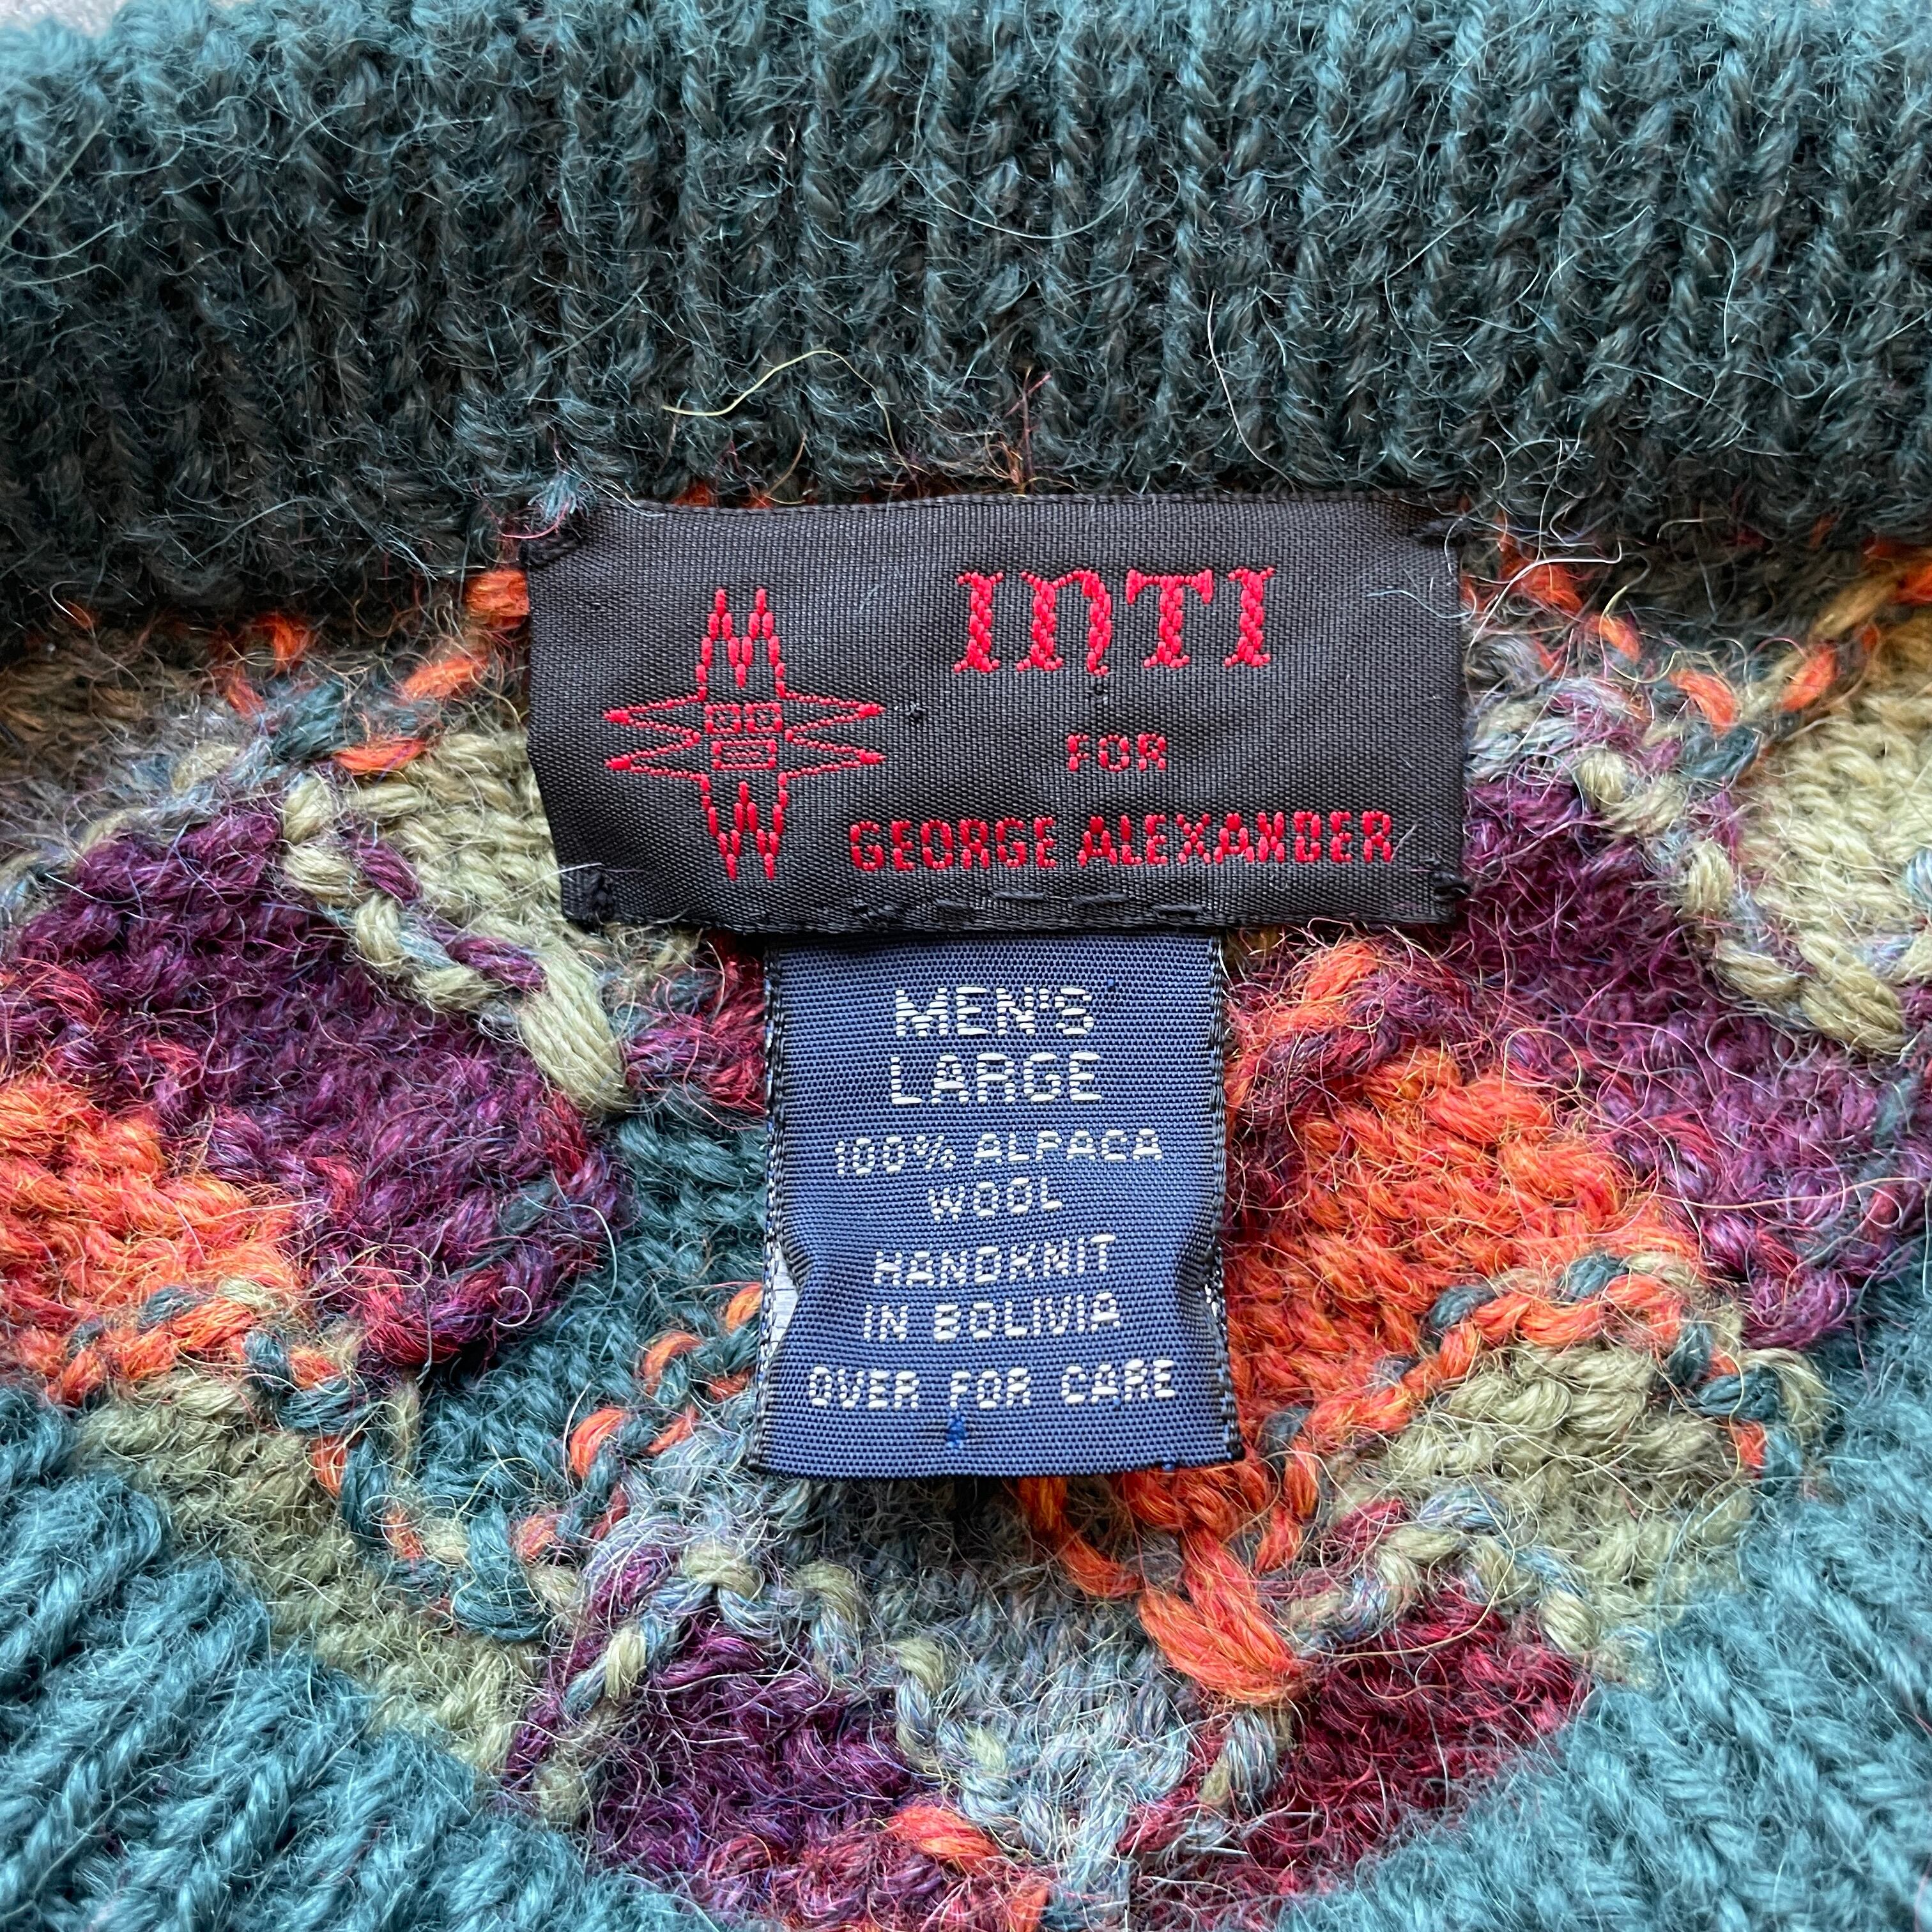 INTI
FOR
GEORGE ALEXANDER
MEN'S
LARGE
100% ALPACA
WOOL
HANDKNIT
IN BOLIVIA
OVER FOR CARE